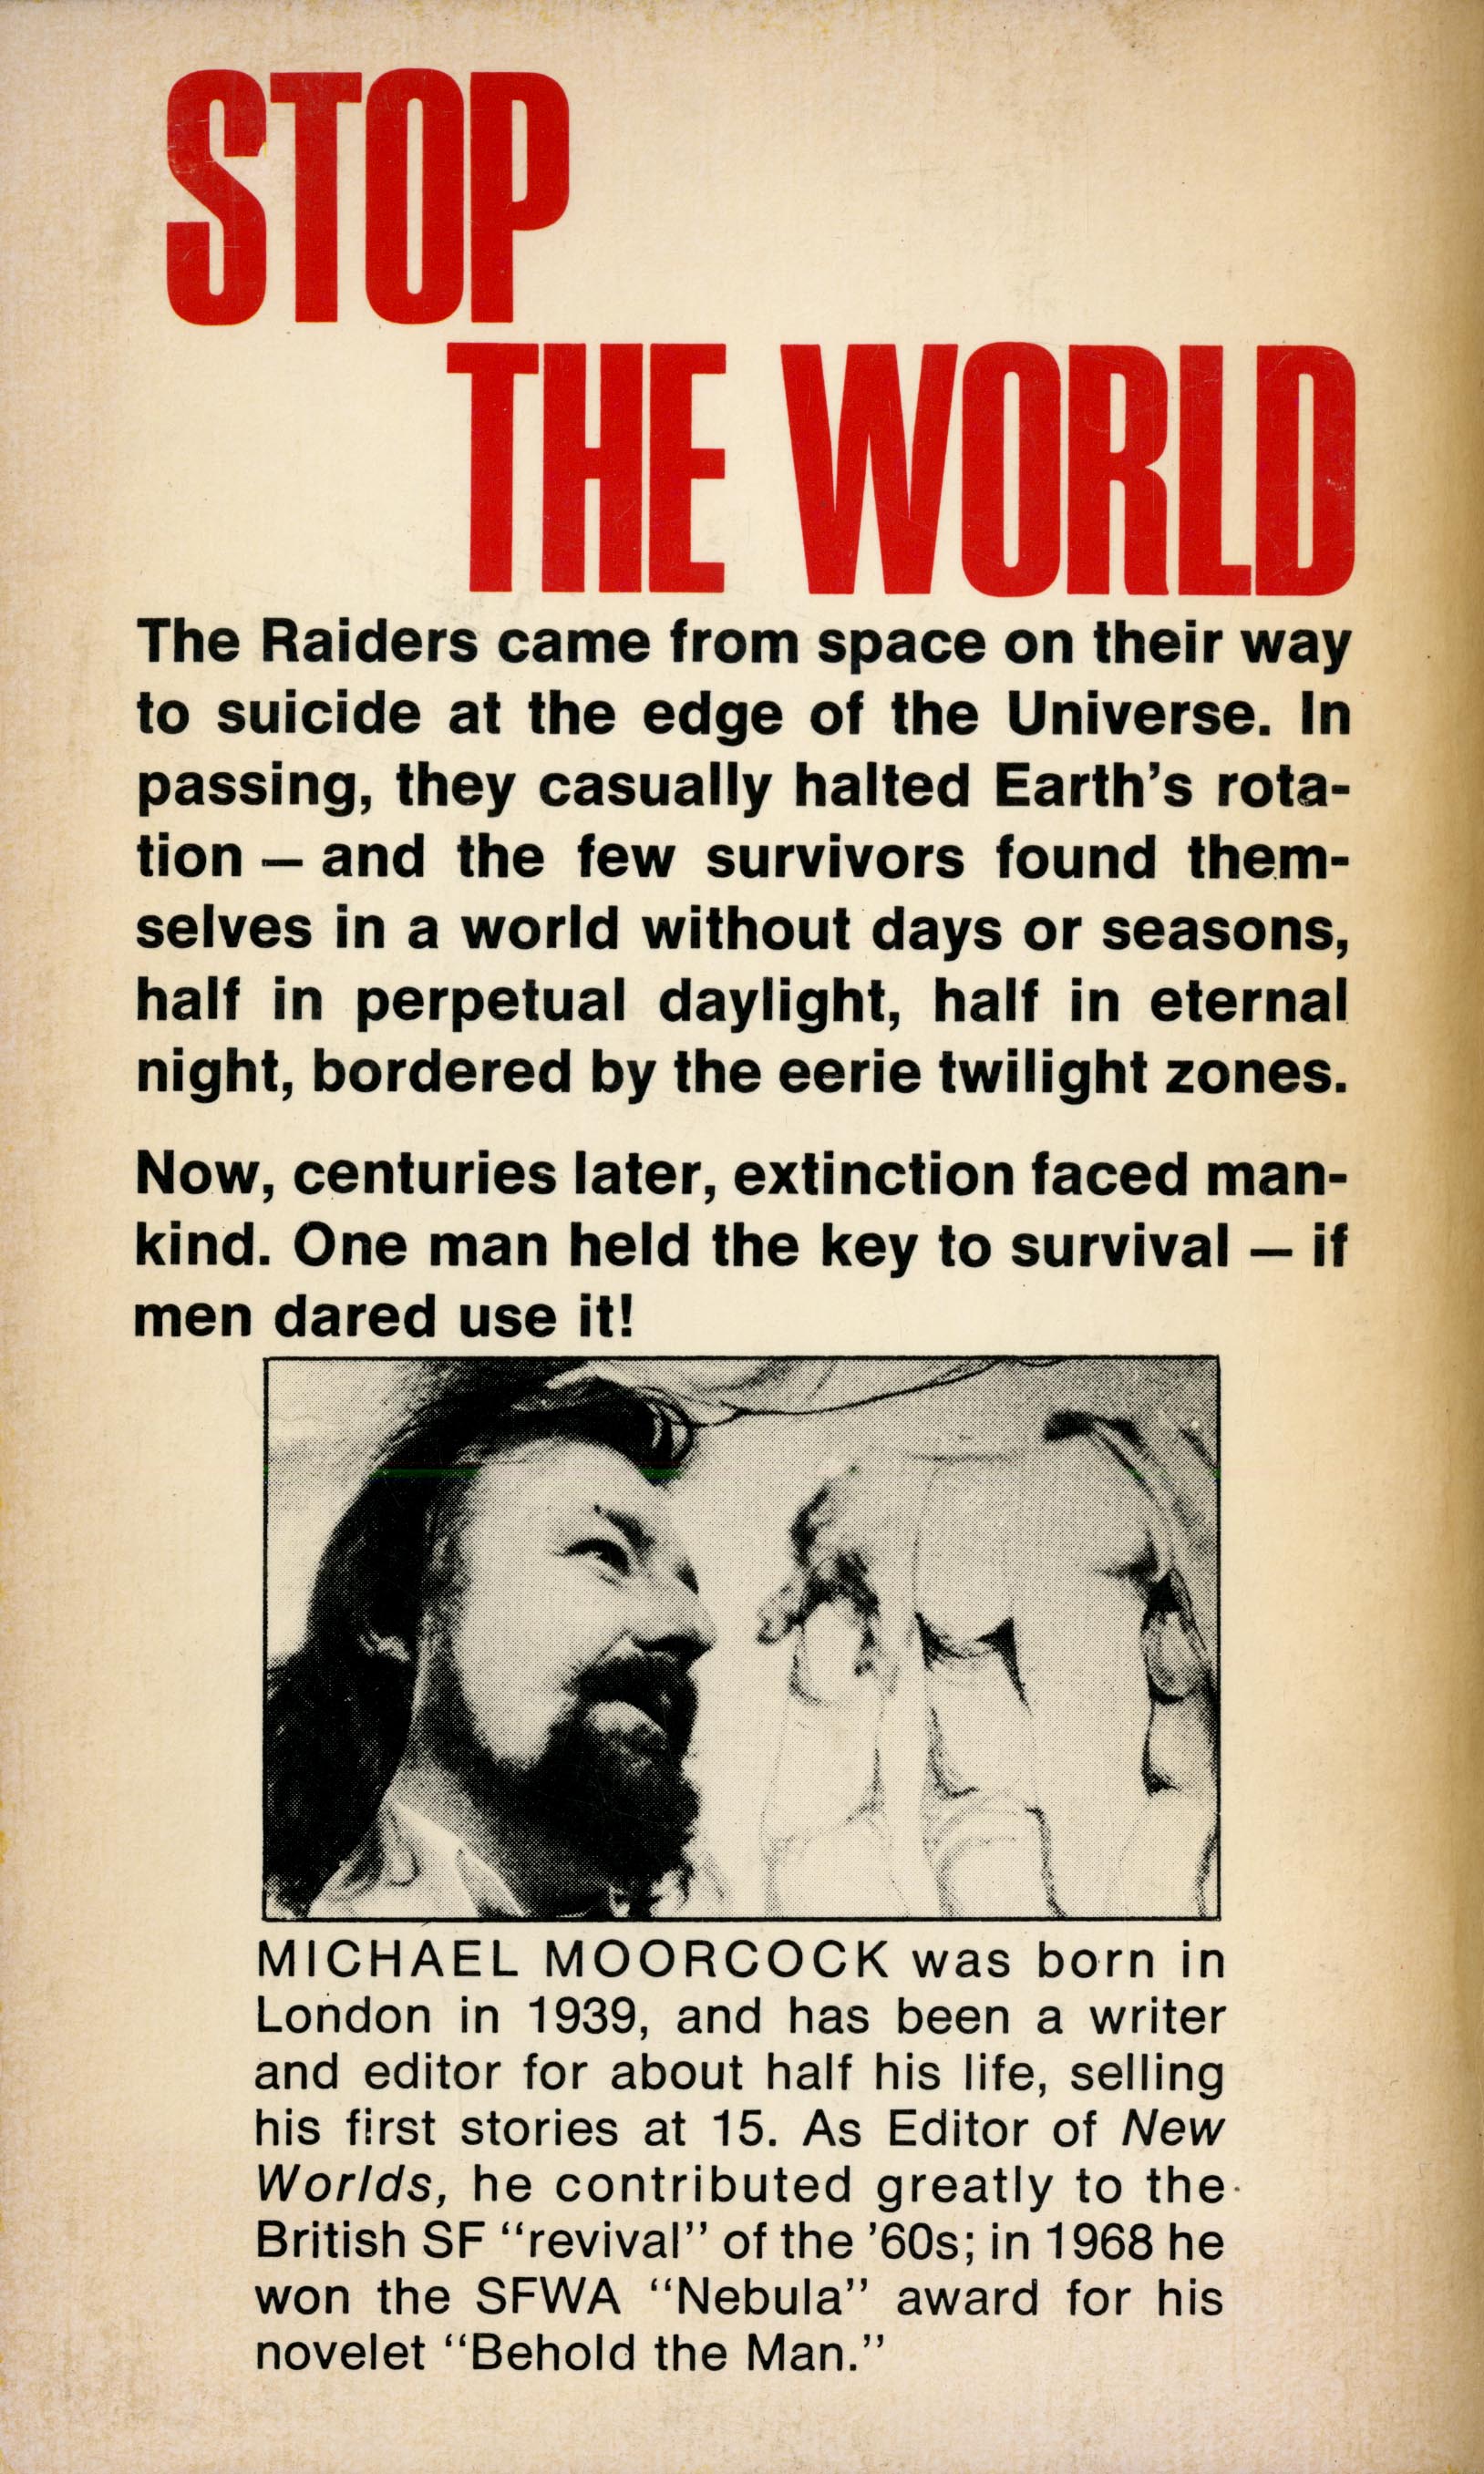 STOP
THE WORLD
The Raiders came from space on their way
to suicide at the edge of the Universe. In
passing, they casually halted Earth's rota-
tion — and the few survivors found them-
selves in a world without days or seasons,
half in perpetual daylight, half in eternal
night, bordered by the eerie twilight zones.
Now, centuries later, extinction faced man-
kind. One man held the key to survival — if
men dared use it!
MICHAEL MOORCOCK was born in
London in 1939, and has been a writer
and editor for about half his life, selling
his first stories at 15. As Editor of New
Worlds, he contributed greatly to the
British SF “revival” of the ’60s; in 1968 he
won the SFWA “Nebula” award for his
novelet “Behold the Man.”